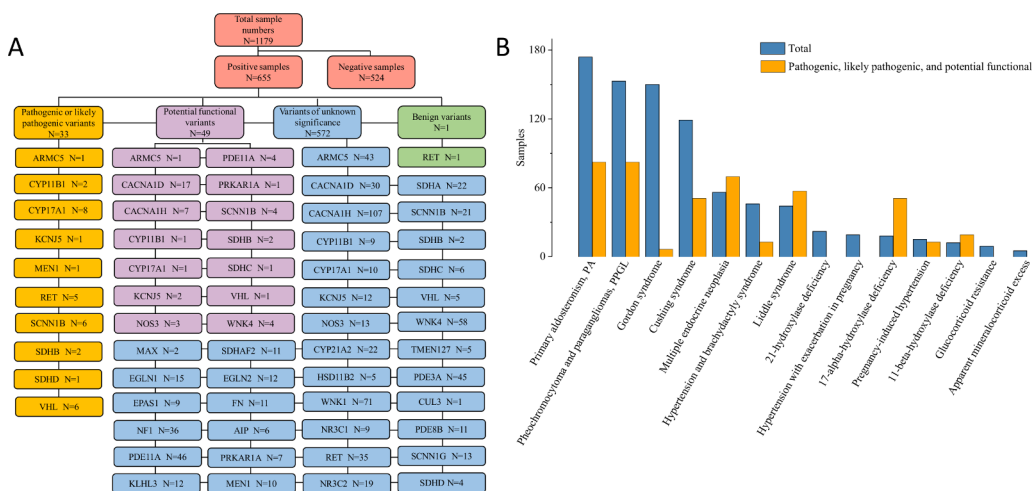 A
Total sample
numbers
N=1179
Positive samples
N=655
Negative samples
N=524
Pathogenic or likely
pathogenic variants
N=33
Potential functional
variants
N=49
Variants of unknown
significance
N=572
Benign variants
N=1
ARMC5 N=1
ARMC5 N=1
PDE11A N=4
ARMC5 N=43
RET N=1
CYP11B1 N=2
CACNA1D N=17
PRKAR1A N=1
CACNA1D N=30
SDHA N=22
CYP17A1 N=8
CACNA1H N=7
SCNN1B N=4
CACNA1H N=107
SCNN1B N=21
KCNJ5 N=1
CYP11B1 N=1
SDHB N=2
CYP11B1 N=9
SDHB N=2
MEN1 N=1
CYP17A1 N=1
SDHC N=1
CYP17A1 N=10
SDHC N=6
RET N=5
KCNJ5 N=2
VHL N=1
KCNJ5 N=12
VHL N=5
SCNN1B N=6
NOS3 N=3
WNK4 N=4
NOS3 N=13
WNK4 N=58
SDHB N=2
MAX N=2
SDHAF2 N=11
CYP21A2 N=22
TMEN127 N=5
SDHD N=1
EGLN1 N=15
EGLN2 N=12
HSD11B2 N=5
PDE3A N=45
VHL N=6
EPAS1 N=9
FN N=11
WNK1 N=71
CUL3 N=1
NF1 N=36
AIP N=6
NR3C1 N=9
PDE8B N=11
PDE11A N=46
PRKAR1A N=7
RET N=35
SCNN1G N=13
KLHL3 N=12
MEN1 N=10
NR3C2 N=19
SDHD N=4
B
Total
Pathogenic, likely pathogenic, and potential functional
Samples
180
120
60
0
Primary aldosteronism, PA
Pheochromocytoma and paragangliomas, PPGL
Gordon syndrome
Cushing syndrome
Multiple endocrine neoplasia
Hypertension and brachydactyly syndrome
Liddle syndrome
21-hydroxylase deficiency
Hypertension with exacerbation in pregnancy
17-alpha-hydroxylase deficiency
Pregnancy-induced hypertension
11-beta-hydroxylase deficiency
Glucocorticoid resistance
Apparent mineralocorticoid excess